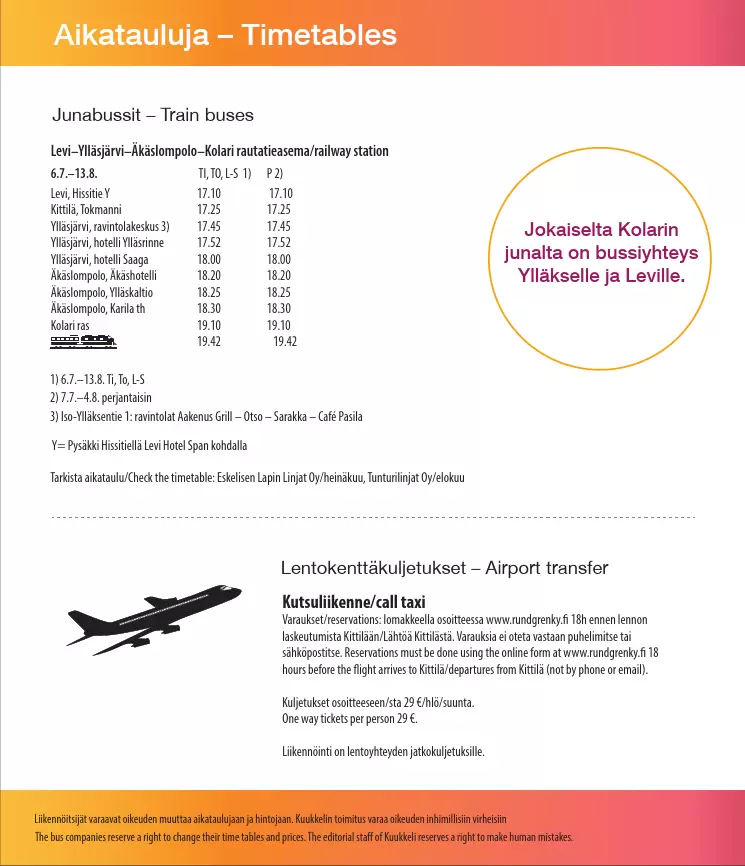 Aikatauluja – Timetables
Junabussit – Train buses
Levi–Ylläsjärvi–Äkäslompolo–Kolari rautatieasema/railway station
6.7.–13.8. TI, TO, L-S 1) P 2)
Levi, Hissitie Y 17.10 17.10
Kittilä, Tokmanni 17.25 17.25
Ylläsjärvi, ravintolakeskus 3) 17.45 17.45
Ylläsjärvi, hotelli Ylläsrinne 17.52 17.52
Ylläsjärvi, hotelli Saaga 18.00 18.00
Äkäslompolo, Äkäshotelli 18.20 18.20
Äkäslompolo, Ylläskaltio 18.25 18.25
Äkäslompolo, Karila th 18.30 18.30
Kolari ras 19.10 19.10
19.42 19.42
1) 6.7.–13.8. Ti, To, L-S
2) 7.7.–4.8. perjantaisin
3) Iso-Ylläksentie 1: ravintolat Aakenus Grill – Otso – Sarakka – Café Pasila
Y= Pysäkki Hissitiellä Levi Hotel Span kohdalla
Tarkista aikataulu/Check the timetable: Eskelisen Lapin Linjat Oy/heinäkuu, Tunturilinjat Oy/elokuu
Jokaiselta Kolarin
junalta on bussiyhteys
Ylläkselle ja Leville.
Lentokenttäkuljetukset – Airport transfer
Kutsuliikenne/call taxi
Varaukset/reservations: lomakkeella osoitteessa www.rundgrenky.fi 18h ennen lennon
laskeutumista Kittilään/Lähtöä Kittilästä. Varauksia ei oteta vastaan puhelimitse tai
sähköpostitse. Reservations must be done using the online form at www.rundgrenky.fi 18
hours before the flight arrives to Kittilä/departures from Kittilä (not by phone or email).
Kuljetukset osoitteeseen/sta 29 €/hlö/suunta.
One way tickets per person 29 €.
Liikennöinti on lentoyhteyden jatkokuljetuksille.
Liikennöitsijät varaavat oikeuden muuttaa aikataulujaan ja hintojaan. Kuukkelin toimitus varaa oikeuden inhimillisiin virheisiin
The bus companies reserve a right to change their time tables and prices. The editorial staff of Kuukkeli reserves a right to make human mistakes.